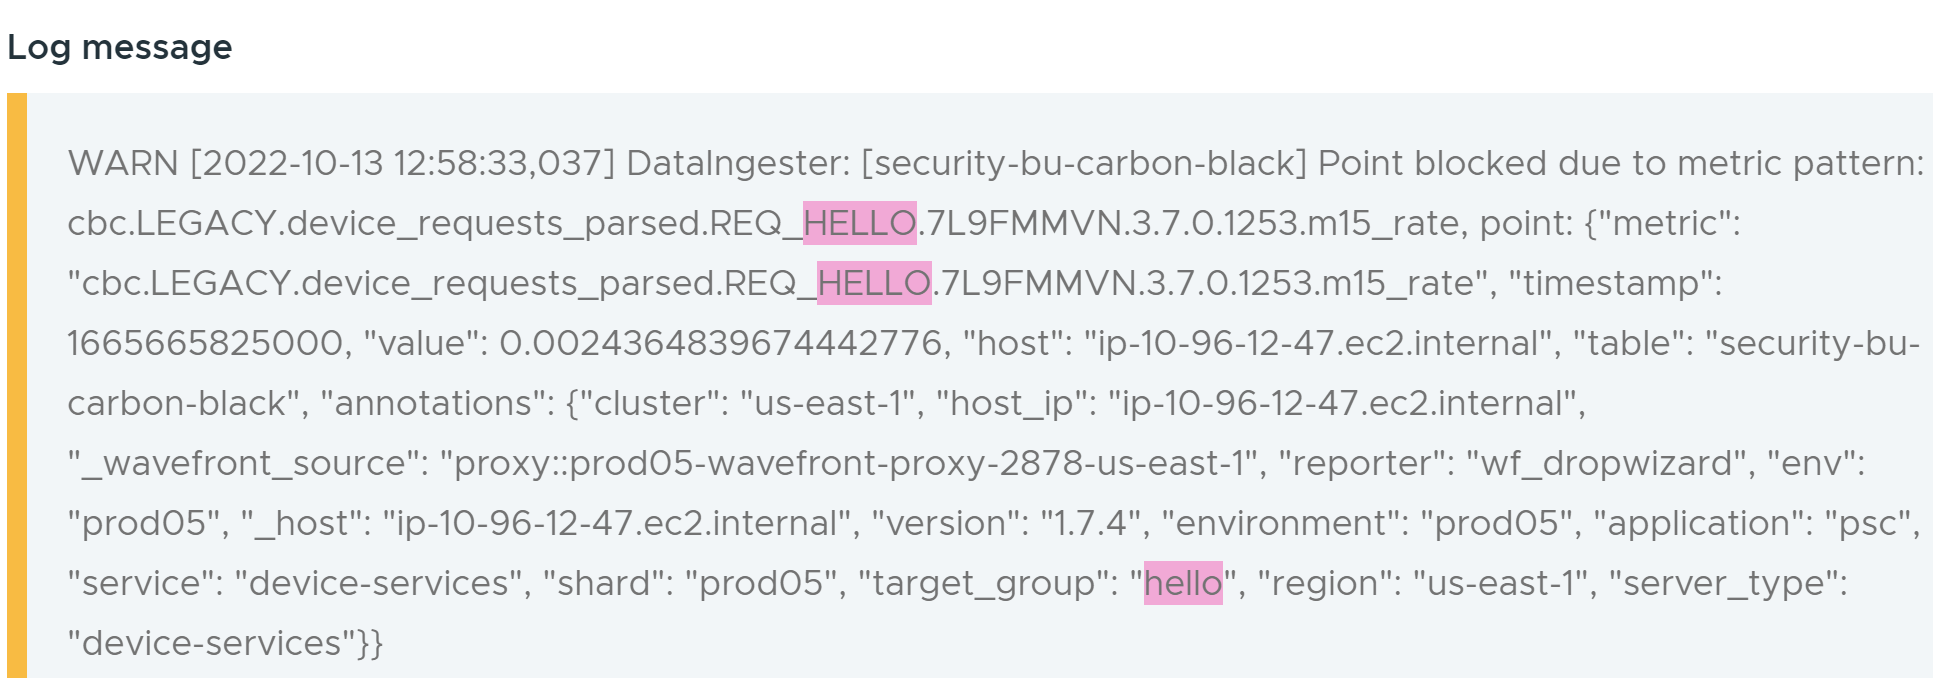 Log message
WARN [2022-10-13 12:58:33,037] DataIngester: [security-bu-carbon-black] Point blocked due to metric pattern:
cbc.LEGACY.device_requests_parsed.REQ_HELLO.7L9FMMVN.3.7.0.1253.m15_rate, point: {"metric":
"cbc.LEGACY.device_requests_parsed.REQ_HELLO.7L9FMMVN.3.7.0.1253.m15_rate", "timestamp":
1665665825000, "value": 0.0024364839674442776, "host": "ip-10-96-12-47.ec2.internal", "table": "security-bu-
carbon-black", "annotations": {"cluster": "us-east-1", "host_ip": "ip-10-96-12-47.ec2.internal",
"_wavefront_source": "proxy::prod05-wavefront-proxy-2878-us-east-1", "reporter": "wf_dropwizard", "env":
"prod05", "_host": "ip-10-96-12-47.ec2.internal", "version": "1.7.4", "environment": "prod05", "application": "psc",
"service": "device-services", "shard": "prod05", "target_group": "hello", "region": "us-east-1", "server_type":
"device-services"}}